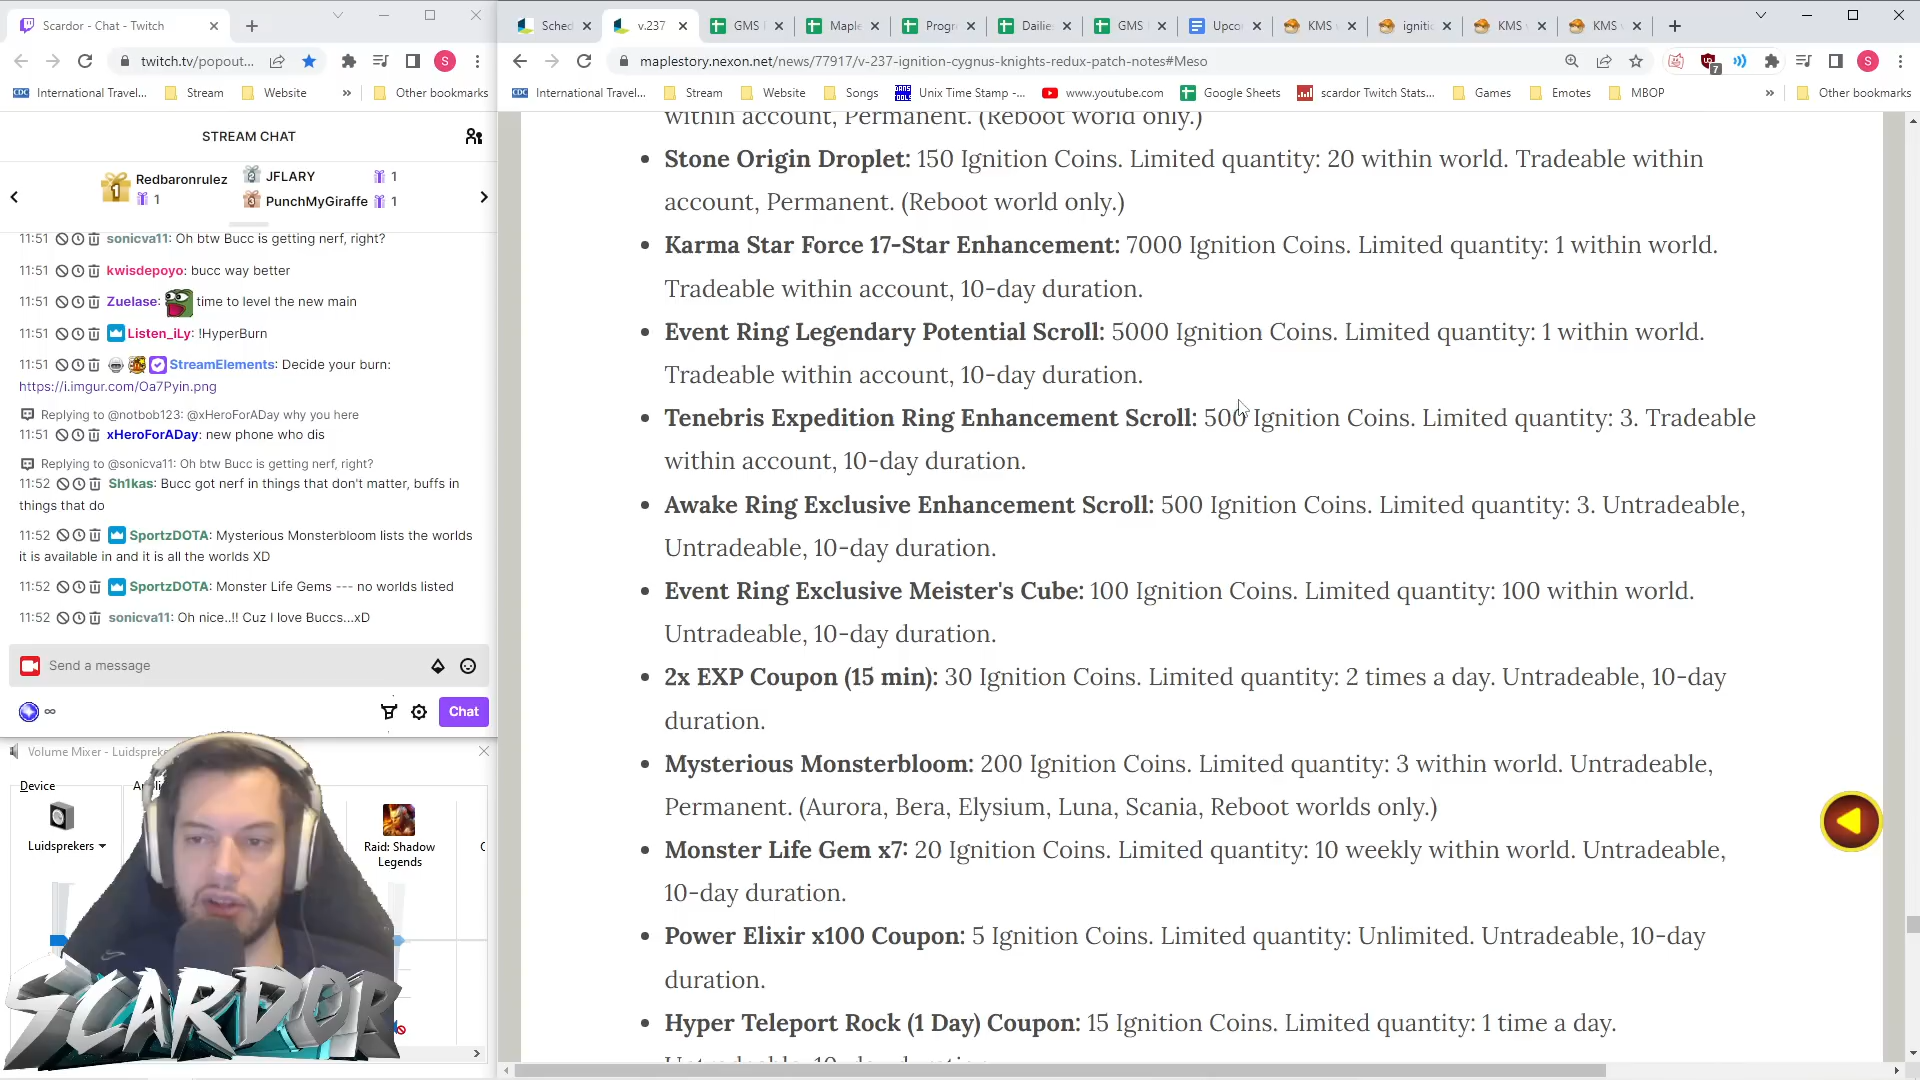 Scardor - Chat - Twitch
Sched
v.237
GMS
Maple
Progr
Dailie
GMS
Upco
KMS
igniti
KMS
KMS
twitch.tv/popout...
S
maplestory.nexon.net/news/77917/v-237-ignition-cygnus-knights-redux-patch-notes#Meso
7
S
CDC International Travel...
Stream
Website
»
Other bookmarks
CDC International Travel...
Stream
Website
Songs
Unix Time Stamp -...
www.youtube.com
Google Sheets
scardor Twitch Stats...
Games
Emotes
MBOP
»
Other bookmarks
STREAM CHAT
1 Redbaronrulez
1
2 JFLARY 1
3 PunchMyGiraffe 1
11:51 sonicva11: Oh btw Bucc is getting nerf, right?
11:51 kwisdepoyo: bucc way better
11:51 Zuelase: time to level the new main
11:51 Listen_iLy: !HyperBurn
11:51 StreamElements: Decide your burn:
https://i.imgur.com/Oa7Pyin.png
Replying to @notbob123: @xHeroForADay why you here
11:51 xHeroForADay: new phone who dis
Replying to @sonicva11: Oh btw Bucc is getting nerf, right?
11:52 Sh1kas: Bucc got nerf in things that don't matter, buffs in
things that do
11:52 SportzDOTA: Mysterious Monsterbloom lists the worlds
it is available in and it is all the worlds XD
11:52 SportzDOTA: Monster Life Gems --- no worlds listed
11:52 sonicva11: Oh nice..!! Cuz I love Buccs...xD
Send a message
∞
Chat
Volume Mixer - Luidspreke
Device
Appli
Luidsprekers
Raid: Shadow
Legends
SCARDOR
within account, Permanent. (Reboot world only.)
• Stone Origin Droplet: 150 Ignition Coins. Limited quantity: 20 within world. Tradeable within
account, Permanent. (Reboot world only.)
• Karma Star Force 17-Star Enhancement: 7000 Ignition Coins. Limited quantity: 1 within world.
Tradeable within account, 10-day duration.
• Event Ring Legendary Potential Scroll: 5000 Ignition Coins. Limited quantity: 1 within world.
Tradeable within account, 10-day duration.
• Tenebris Expedition Ring Enhancement Scroll: 500 Ignition Coins. Limited quantity: 3. Tradeable
within account, 10-day duration.
• Awake Ring Exclusive Enhancement Scroll: 500 Ignition Coins. Limited quantity: 3. Untradeable,
Untradeable, 10-day duration.
• Event Ring Exclusive Meister's Cube: 100 Ignition Coins. Limited quantity: 100 within world.
Untradeable, 10-day duration.
• 2x EXP Coupon (15 min): 30 Ignition Coins. Limited quantity: 2 times a day. Untradeable, 10-day
duration.
• Mysterious Monsterbloom: 200 Ignition Coins. Limited quantity: 3 within world. Untradeable,
Permanent. (Aurora, Bera, Elysium, Luna, Scania, Reboot worlds only.)
• Monster Life Gem x7: 20 Ignition Coins. Limited quantity: 10 weekly within world. Untradeable,
10-day duration.
• Power Elixir x100 Coupon: 5 Ignition Coins. Limited quantity: Unlimited. Untradeable, 10-day
duration.
• Hyper Teleport Rock (1 Day) Coupon: 15 Ignition Coins. Limited quantity: 1 time a day.
Untradeable, 10-day duration.